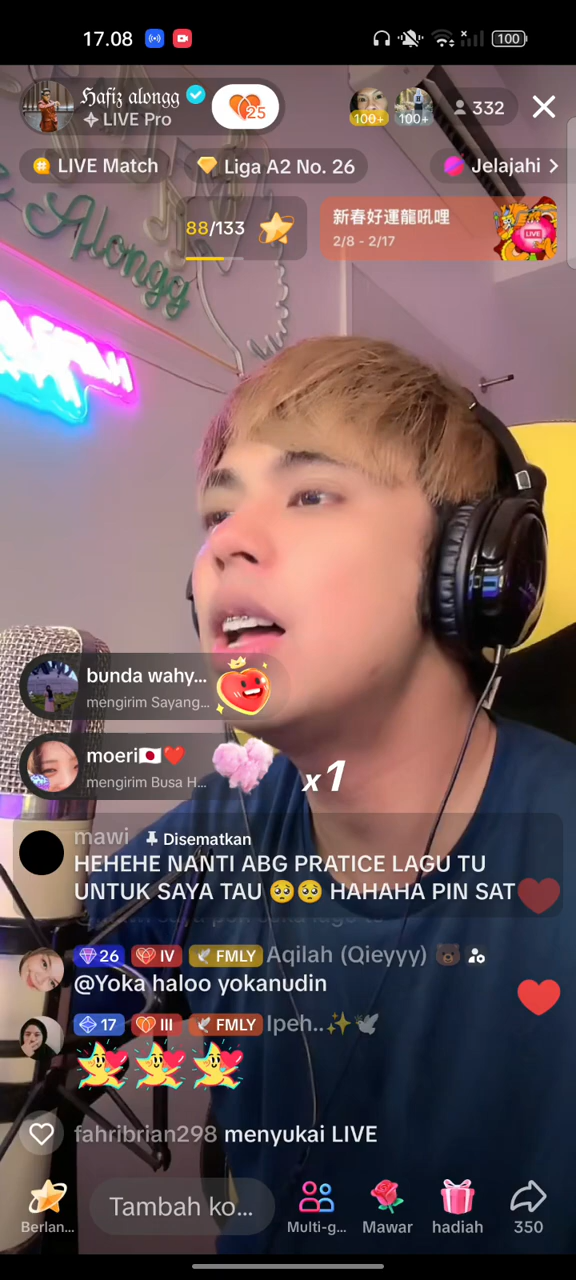 17.08
100
Hafiz alongg
LIVE Pro
25
100+
100+
332
LIVE Match
Liga A2 No. 26
Jelajahi
88/133
新春好運龍吼哩
2/8 - 2/17
LIVE
Alongg
bunda wahy...
mengirim Sayang...
moeri🇯🇵❤️
mengirim Busa H...
x1
mawi Disematkan
HEHEHE NANTI ABG PRATICE LAGU TU
UNTUK SAYA TAU 🥺🥺 HAHAHA PIN SAT
26 IV FMLY Aqilah (Qieyyy) 🐻
@Yoka haloo yokanudin
17 III FMLY Ipeh..✨🕊️
fahribrian298 menyukai LIVE
Berlan...
Tambah ko...
Multi-g...
Mawar
hadiah
350